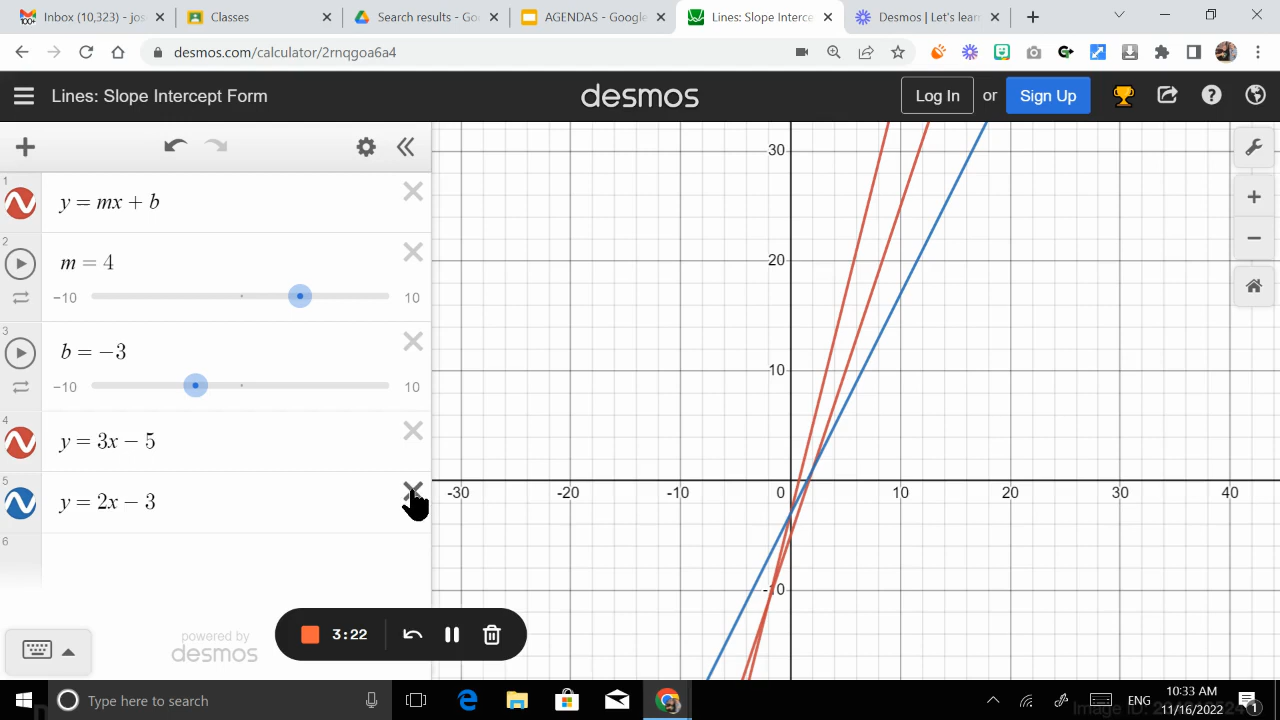 Inbox (10,323) - jos
Classes
Search results - Go
AGENDAS - Google
Lines: Slope Interce
Desmos | Let's lear
desmos.com/calculator/2rnqgoa6a4
Lines: Slope Intercept Form
desmos
Log In or Sign Up
1
y = mx + b
2
m = 4
−10 10
3
b = −3
−10 10
4
y = 3x − 5
5
y = 2x − 3
6
powered by
desmos
3:22
30
20
10
-30 -20 -10 0 10 20 30 40
-10
Type here to search
ENG
10:33 AM
11/16/2022
1